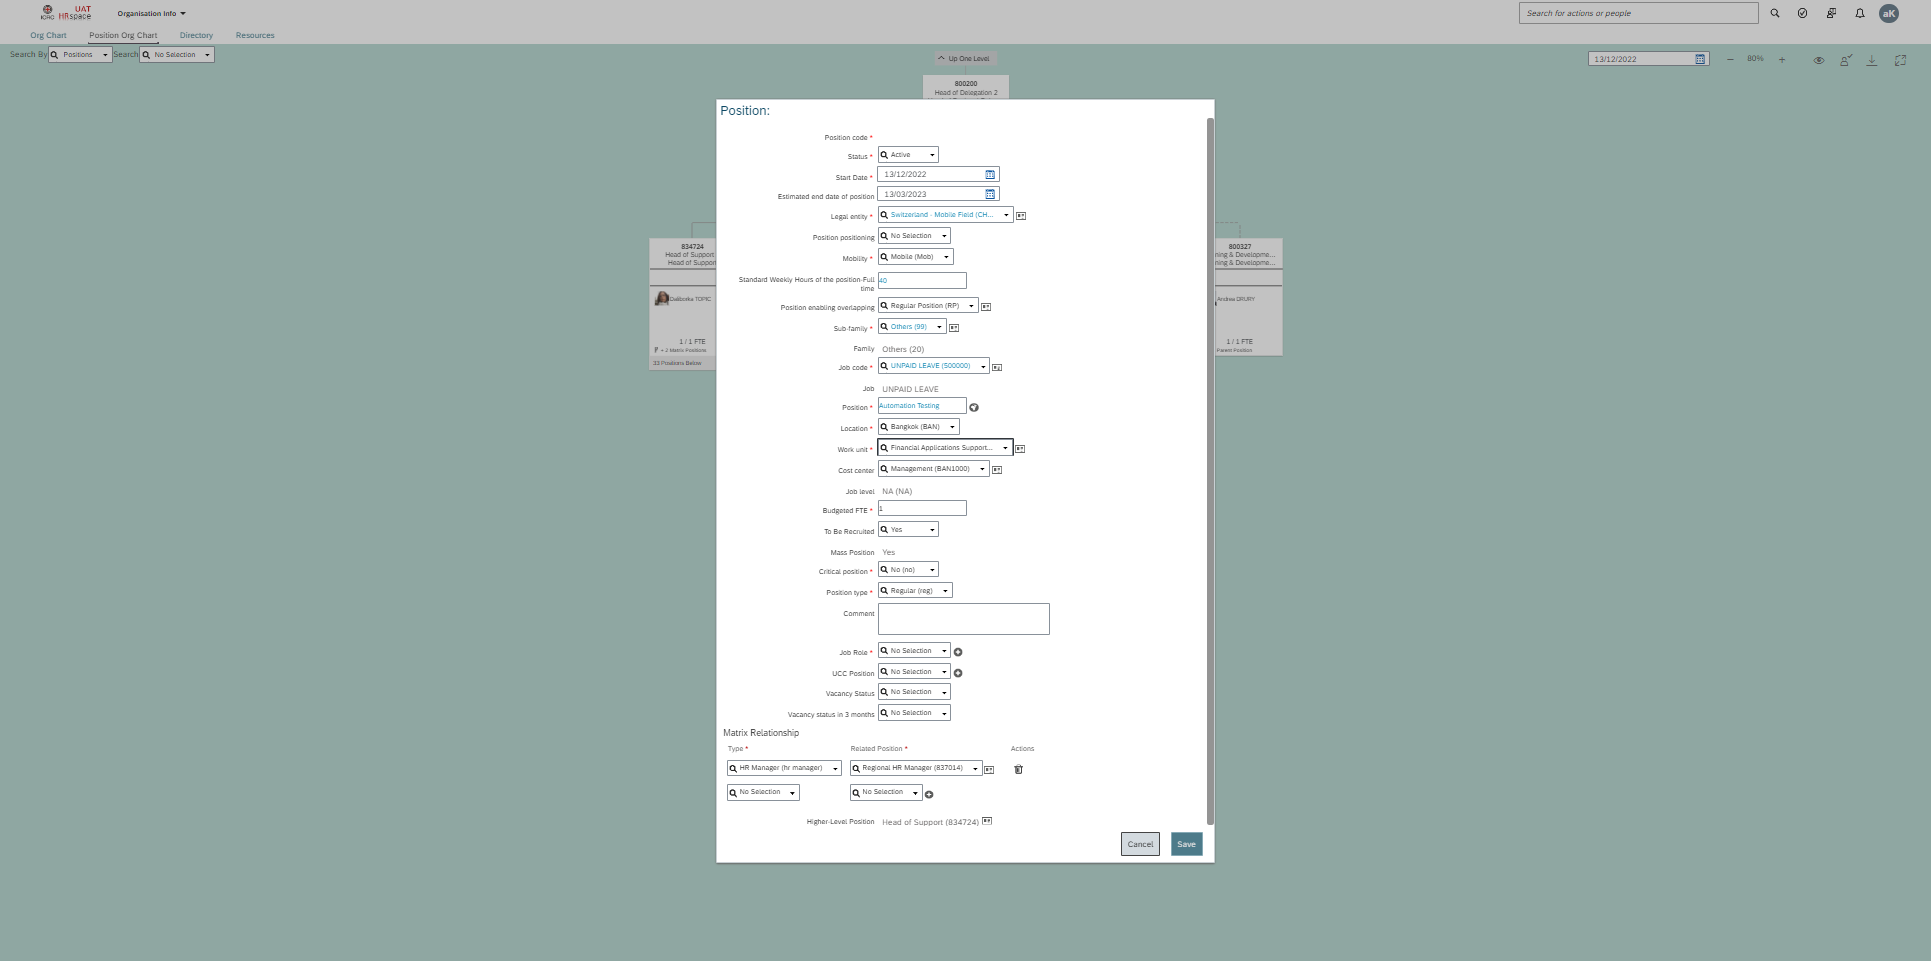 ICRC UAT HRspace Organisation Info
Search for actions or people
aK
Org Chart Position Org Chart Directory Resources
Search By Positions Search No Selection
Up One Level
13/12/2022
80%
800200
Head of Delegation 2
834724
Head of Support
Head of Support
Daliborka TOPIC
1 / 1 FTE
+ 2 Matrix Positions
33 Positions Below
800327
ning & Developme...
ning & Developme...
Andrea DRURY
1 / 1 FTE
Parent Position
Position:
Position code *
Status * Active
Start Date * 13/12/2022
Estimated end date of position 13/03/2023
Legal entity * Switzerland - Mobile Field (CH...
Position positioning No Selection
Mobility * Mobile (Mob)
Standard Weekly Hours of the position-Full
time 40
Position enabling overlapping Regular Position (RP)
Sub-family * Others (99)
Family Others (20)
Job code * UNPAID LEAVE (500000)
Job UNPAID LEAVE
Position * Automation Testing
Location * Bangkok (BAN)
Work unit * Financial Applications Support...
Cost center Management (BAN1000)
Job level NA (NA)
Budgeted FTE * 1
To Be Recruited Yes
Mass Position Yes
Critical position * No (no)
Position type * Regular (reg)
Comment
Job Role * No Selection
UCC Position No Selection
Vacancy Status No Selection
Vacancy status in 3 months No Selection
Matrix Relationship
Type * Related Position * Actions
HR Manager (hr manager) Regional HR Manager (837014)
No Selection No Selection
Higher-Level Position Head of Support (834724)
Cancel Save